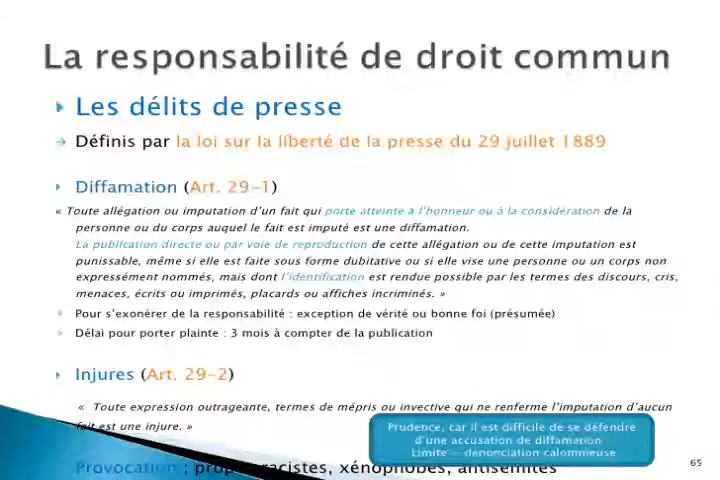 La responsabilité de droit commun
Les délits de presse
Définis par la loi sur la liberté de la presse du 29 juillet 1889
Diffamation (Art. 29-1)
« Toute allégation ou imputation d'un fait qui porte atteinte à l'honneur ou à la considération de la
personne ou du corps auquel le fait est imputé est une diffamation.
La publication directe ou par voie de reproduction de cette allégation ou de cette imputation est
punissable, même si elle est faite sous forme dubitative ou si elle vise une personne ou un corps non
expressément nommés, mais dont l'identification est rendue possible par les termes des discours, cris,
menaces, écrits ou imprimés, placards ou affiches incriminés. »
Pour s'exonérer de la responsabilité : exception de vérité ou bonne foi (présumée)
Délai pour porter plainte : 3 mois à compter de la publication
Injures (Art. 29-2)
« Toute expression outrageante, termes de mépris ou invective qui ne renferme l'imputation d'aucun
fait est une injure. »
Prudence, car il est difficile de se défendre
d'une accusation de diffamation
Limite = dénonciation calomnieuse
Provocation : racistes, xénophobes, antisémites
65